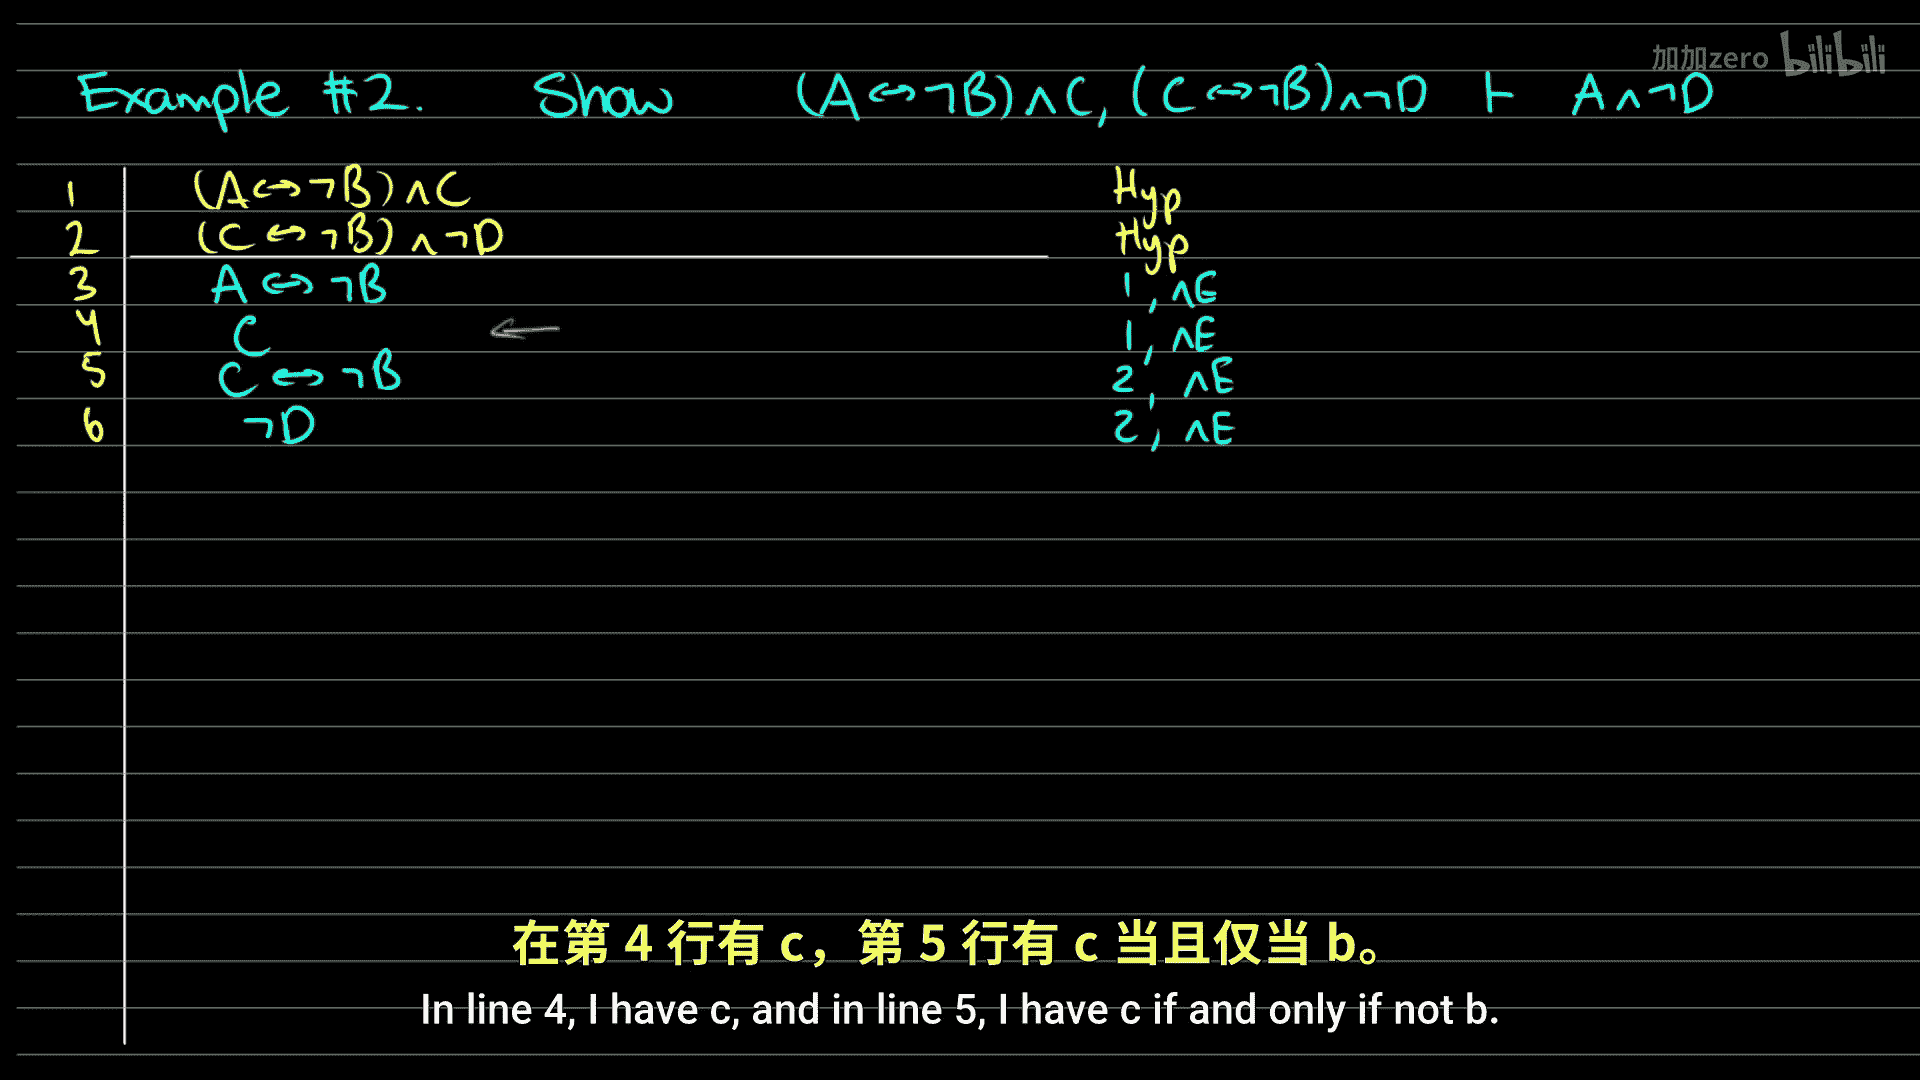 加加zero bilibili
Example #2. Show (A↔¬B)∧C, (C↔¬B)∧¬D ⊢ A∧¬D
1 (A↔¬B)∧C Hyp
2 (C↔¬B)∧¬D Hyp
3 A↔¬B 1, ∧E
4 C ← 1, ∧E
5 C↔¬B 2, ∧E
6 ¬D 2, ∧E
在第 4 行有 c，第 5 行有 c 当且仅当 b。
In line 4, I have c, and in line 5, I have c if and only if not b.